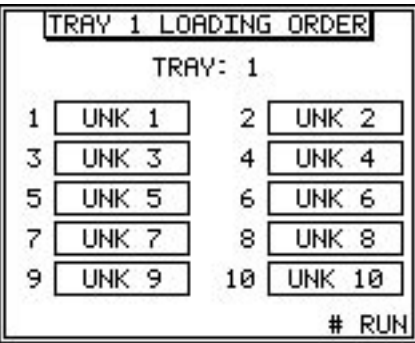 TRAY 1 LOADING ORDER
TRAY: 1
1 UNK 1 2 UNK 2
3 UNK 3 4 UNK 4
5 UNK 5 6 UNK 6
7 UNK 7 8 UNK 8
9 UNK 9 10 UNK 10
# RUN